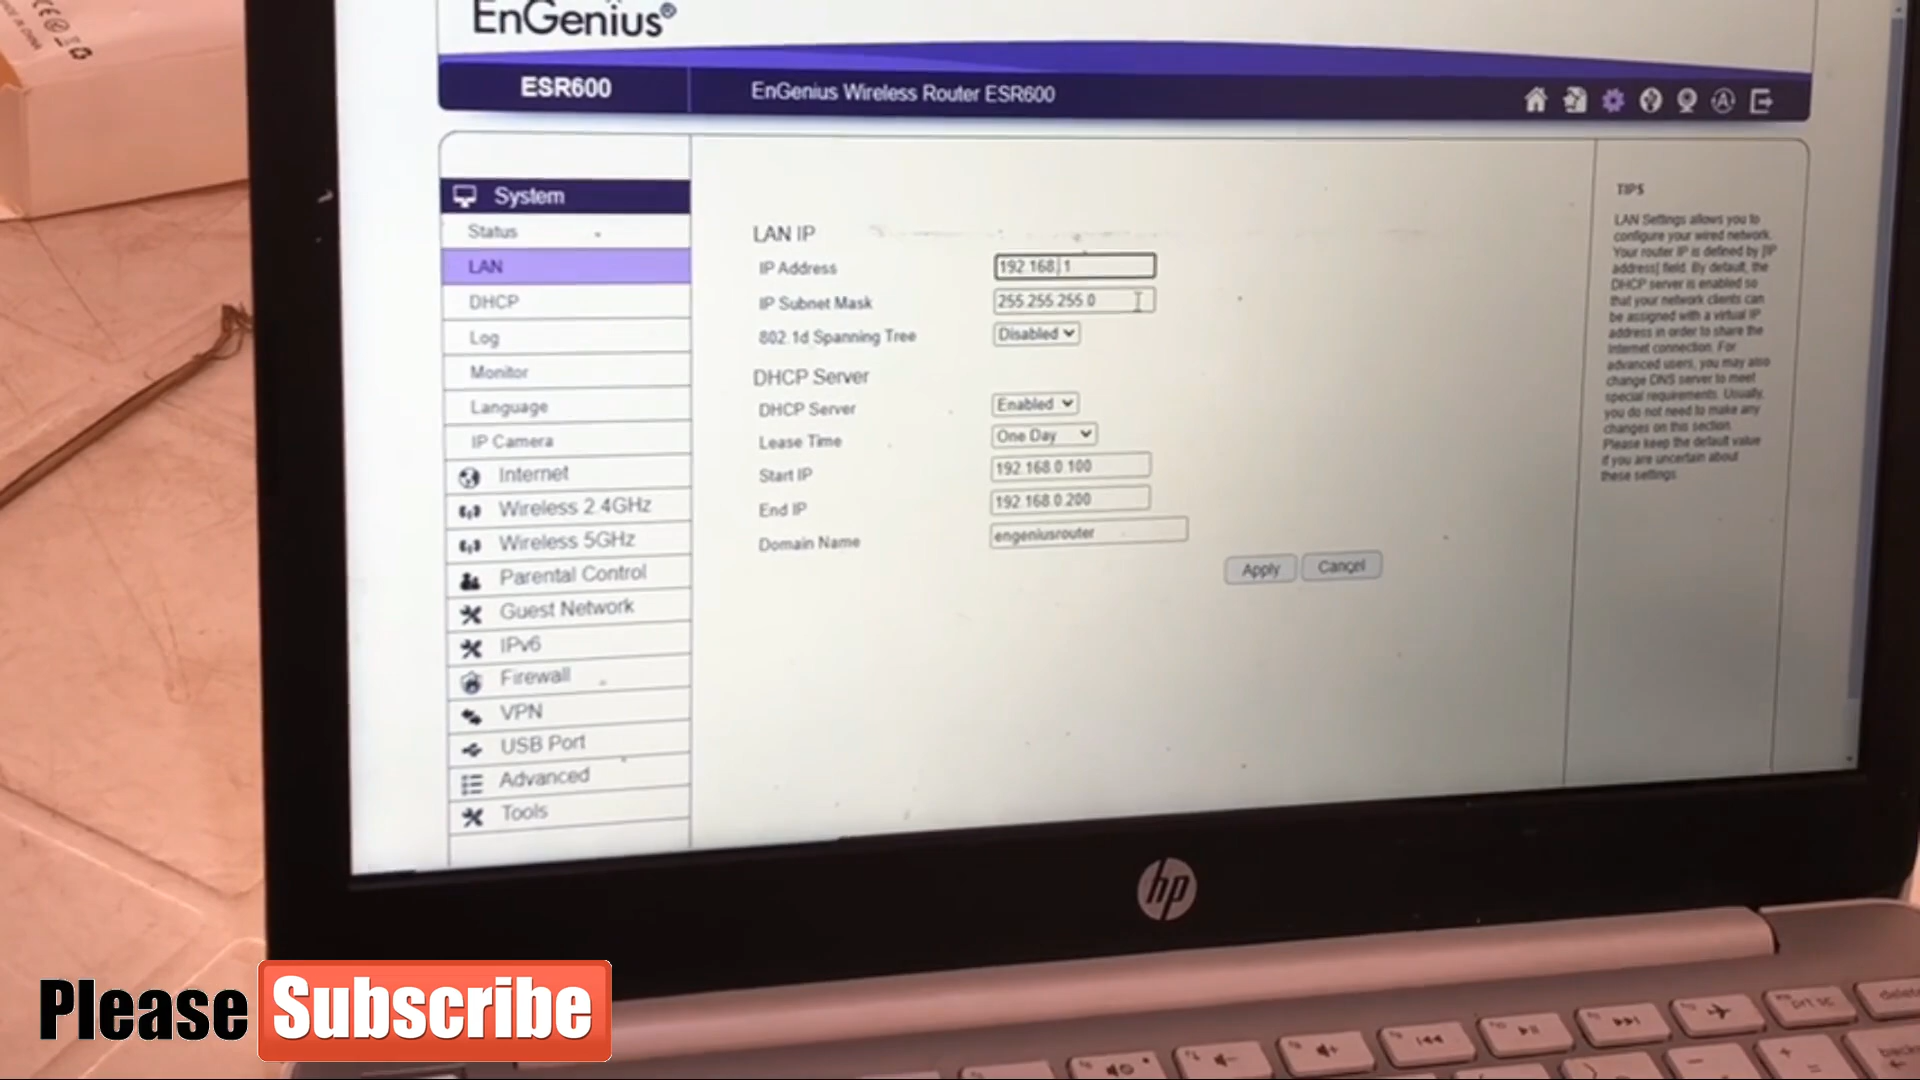 EnGenius®
ESR600
EnGenius Wireless Router ESR600
System
Status
LAN
DHCP
Log
Monitor
Language
IP Camera
Internet
Wireless 2.4GHz
Wireless 5GHz
Parental Control
Guest Network
IPv6
Firewall
VPN
USB Port
Advanced
Tools
LAN IP
IP Address 192.168..1
IP Subnet Mask 255.255.255.0
802.1d Spanning Tree Disabled
DHCP Server
DHCP Server Enabled
Lease Time One Day
Start IP 192.168.0.100
End IP 192.168.0.200
Domain Name engeniusrouter
Apply Cancel
TIPS
LAN Settings allows you to
configure your wired network.
Your router IP is defined by [IP
address] field. By default, the
DHCP server is enabled so
that your network clients can
be assigned with a virtual IP
address in order to share the
Internet connection. For
advanced users, you may also
change DNS server to meet
special requirements. Usually,
you do not need to make any
changes on this section.
Please keep the default value
if you are uncertain about
these settings.
hp
Please Subscribe
prt sc
delete